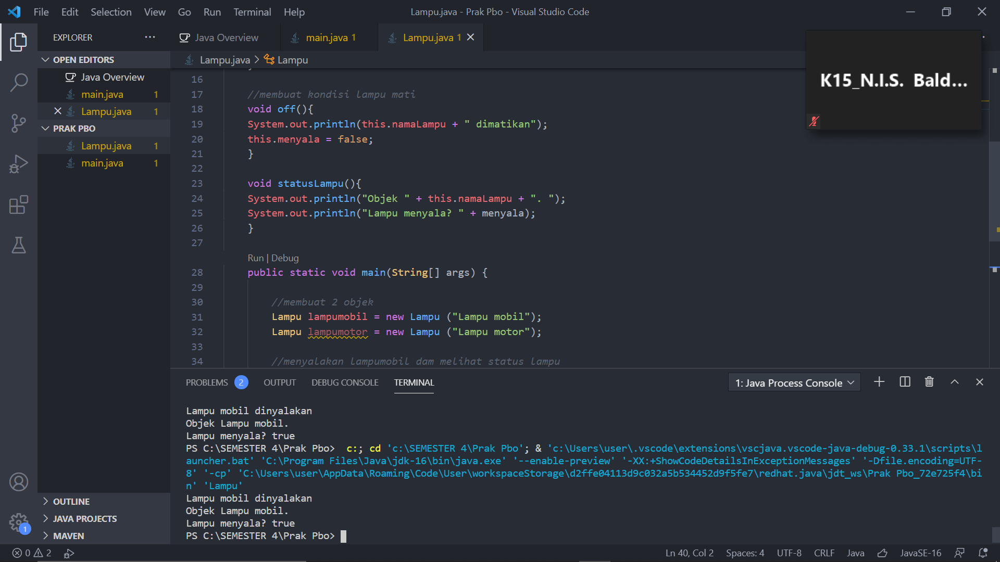 File Edit Selection View Go Run Terminal Help Lampu.java - Prak Pbo - Visual Studio Code
EXPLORER ··· Java Overview main.java 1 Lampu.java 1
OPEN EDITORS
Java Overview
main.java 1
Lampu.java 1
PRAK PBO
Lampu.java 1
main.java 1
OUTLINE
JAVA PROJECTS
MAVEN
Lampu.java > Lampu
16
17 //membuat kondisi lampu mati
18 void off(){
19 System.out.println(this.namaLampu + " dimatikan");
20 this.menyala = false;
21 }
22
23 void statusLampu(){
24 System.out.println("Objek " + this.namaLampu + ". ");
25 System.out.println("Lampu menyala? " + menyala);
26 }
27
Run | Debug
28 public static void main(String[] args) {
29
30 //membuat 2 objek
31 Lampu lampumobil = new Lampu ("Lampu mobil");
32 Lampu lampumotor = new Lampu ("Lampu motor");
33
34 //menyalakan lampumobil dam melihat status lampu
K15_N.I.S. Bald...
PROBLEMS 2 OUTPUT DEBUG CONSOLE TERMINAL 1: Java Process Console
Lampu mobil dinyalakan
Objek Lampu mobil.
Lampu menyala? true
PS C:\SEMESTER 4\Prak Pbo> c:; cd 'c:\SEMESTER 4\Prak Pbo'; & 'c:\Users\user\.vscode\extensions\vscjava.vscode-java-debug-0.33.1\scripts\l
auncher.bat' 'C:\Program Files\Java\jdk-16\bin\java.exe' '--enable-preview' '-XX:+ShowCodeDetailsInExceptionMessages' '-Dfile.encoding=UTF-
8' '-cp' 'C:\Users\user\AppData\Roaming\Code\User\workspaceStorage\d2ffe04113d9c032a5b534452d9f5fe7\redhat.java\jdt_ws\Prak Pbo_72e725f4\bi
n' 'Lampu'
Lampu mobil dinyalakan
Objek Lampu mobil.
Lampu menyala? true
PS C:\SEMESTER 4\Prak Pbo>
1
0 2 Ln 40, Col 2 Spaces: 4 UTF-8 CRLF Java JavaSE-16